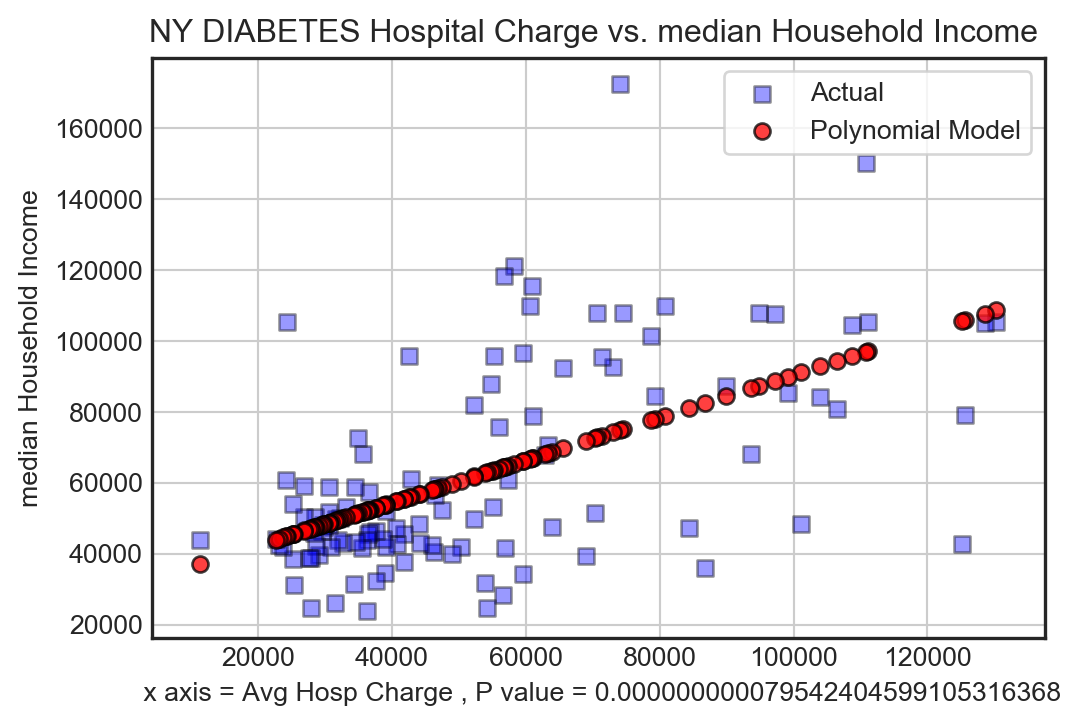 NY DIABETES Hospital Charge vs. median Household Income
Actual
Polynomial Model
median Household Income
160000
140000
120000
100000
80000
60000
40000
20000
20000 40000 60000 80000 100000 120000
x axis = Avg Hosp Charge , P value = 0.000000000079542404599105316368